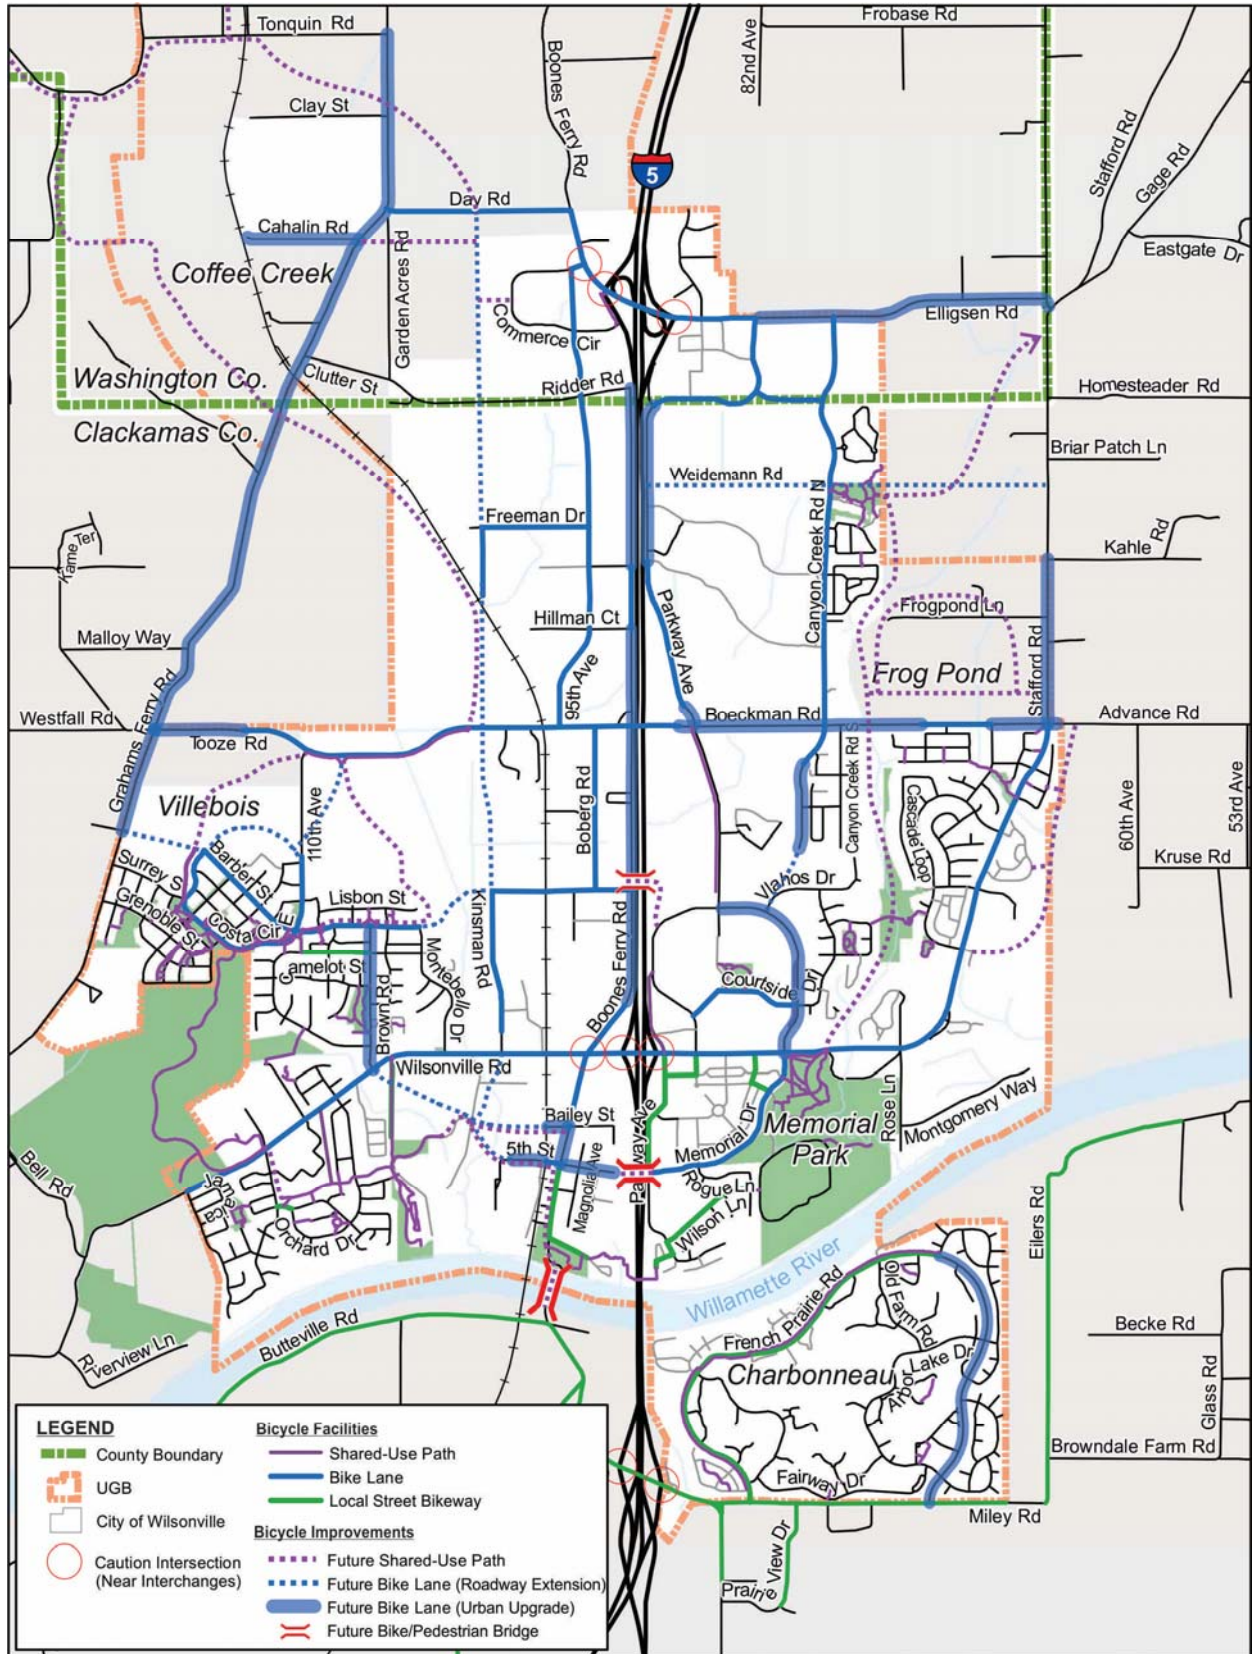 Tonquin Rd
Frobase Rd
82nd Ave
Boones Ferry Rd
Clay St
5
Stafford Rd
Gage Rd
Day Rd
Cahalin Rd
Eastgate Dr
Coffee Creek
Garden Acres Rd
Commerce Cir
Elligsen Rd
Washington Co.
Clutter St
Ridder Rd
Homesteader Rd
Clackamas Co.
Briar Patch Ln
Weidemann Rd
Canyon Creek Rd N
Freeman Dr
Kame Ter
Kahle Rd
Parkway Ave
Frogpond Ln
Hillman Ct
Malloy Way
95th Ave
Frog Pond
Stafford Rd
Grahams Ferry Rd
Westfall Rd
Tooze Rd
Boeckman Rd
Advance Rd
Canyon Creek Rd S
Villebois
110th Ave
Boberg Rd
Cascade Loop
60th Ave
53rd Ave
Surrey S
Barber St
Kruse Rd
Grenoble St
Costa Cir E
Lisbon St
Vlahos Dr
Kinsman Rd
Boones Ferry Rd
amelot St
Montebello Dr
Brown Rd
Courtside Dr
Wilsonville Rd
Rose Ln
Montgomery Way
Bailey St
Parkway Ave
Memorial Dr
Memorial
Park
5th St
Magnolia Ave
Bell Rd
Jamaica
Rogue Ln
Wilson Ln
Orchard Dr
Eilers Rd
Willamette River
Riverview Ln
Butteville Rd
French Prairie Rd
Old Farm Rd
Becke Rd
Charbonneau
Arbor Lake Dr
Glass Rd
Browndale Farm Rd
Fairway Dr
Miley Rd
Prairie View Dr
LEGEND
County Boundary
UGB
City of Wilsonville
Caution Intersection
(Near Interchanges)
Bicycle Facilities
Shared-Use Path
Bike Lane
Local Street Bikeway
Bicycle Improvements
Future Shared-Use Path
Future Bike Lane (Roadway Extension)
Future Bike Lane (Urban Upgrade)
Future Bike/Pedestrian Bridge